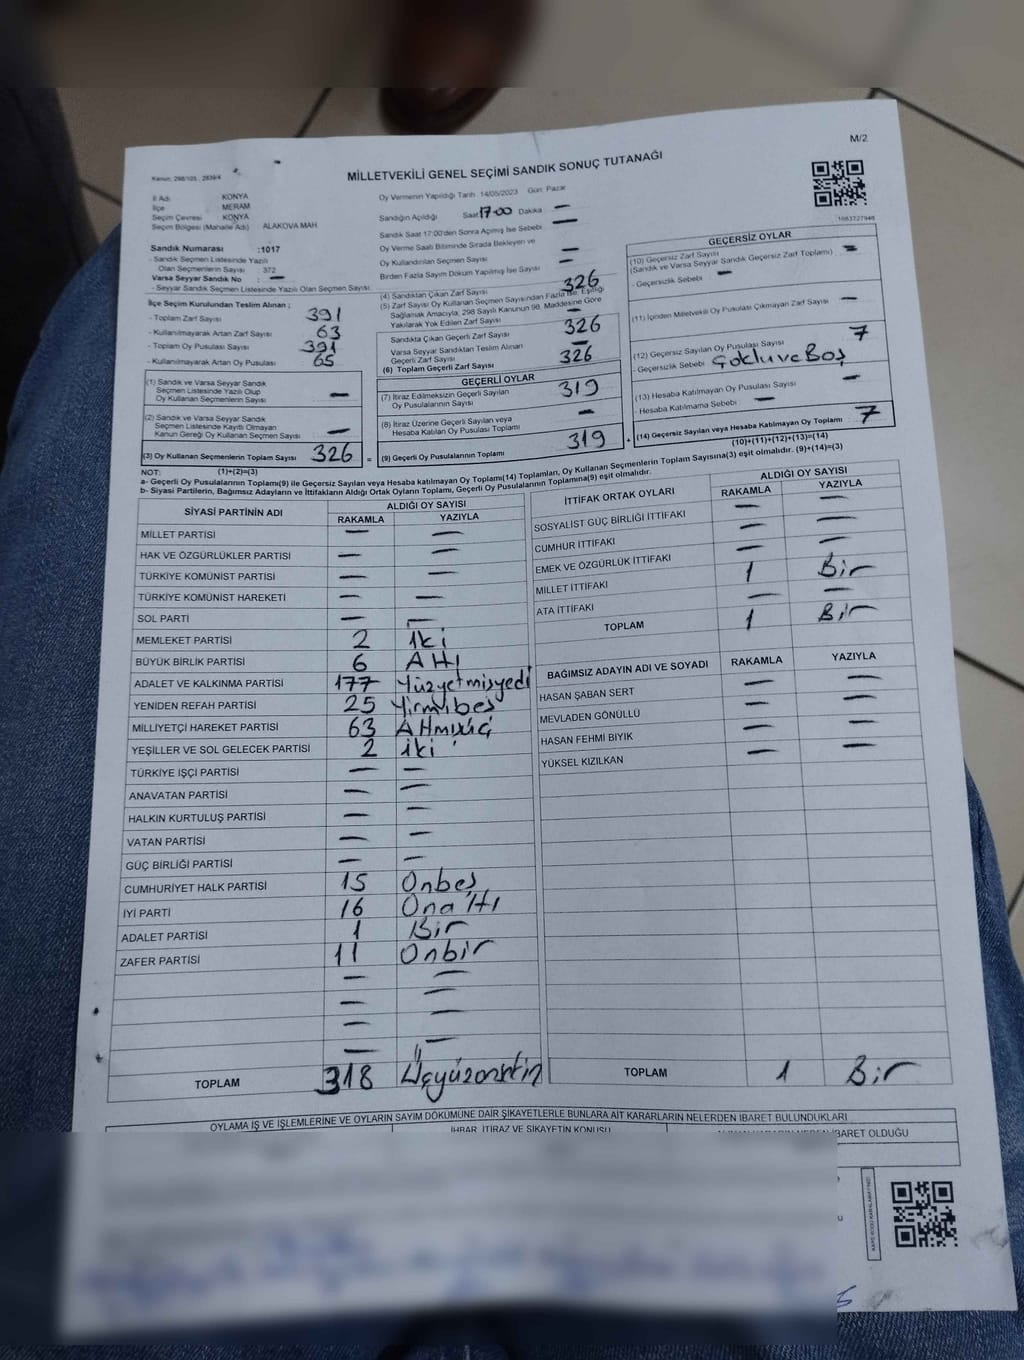 M/2
Kanun: 298/105 , 2839/4
MİLLETVEKİLİ GENEL SEÇİMİ SANDIK SONUÇ TUTANAĞI
İl Adı KONYA
İlçe MERAM
Seçim Çevresi KONYA
Seçim Bölgesi (Mahalle Adı) ALAKOVA MAH.
Sandık Numarası :1017
Sandık Seçmen Listesinde Yazılı
Olan Seçmenlerin Sayısı 372
Varsa Seyyar Sandık No : —
- Seyyar Sandık Seçmen Listesinde Yazılı Olan Seçmen Sayısı
Oy Vermenin Yapıldığı Tarih 14/05/2023 Gün: Pazar
Sandığın Açıldığı Saat 17:00 Dakika —
Sandık Saat 17:00'den Sonra Açılmış İse Sebebi —
Oy Verme Saati Bitiminde Sırada Bekleyen ve
Oy Kullandırılan Seçmen Sayısı —
Birden Fazla Sayım Döküm Yapılmış İse Sayısı —
İlçe Seçim Kurulundan Teslim Alınan ;
- Toplam Zarf Sayısı 391
- Kullanılmayarak Artan Zarf Sayısı 63
- Toplam Oy Pusulası Sayısı 391
- Kullanılmayarak Artan Oy Pusulası 65
(1) Sandık ve Varsa Seyyar Sandık
Seçmen Listesinde Yazılı Olup
Oy Kullanan Seçmenlerin Sayısı —
(2) Sandık ve Varsa Seyyar Sandık
Seçmen Listesinde Kayıtlı Olmayan
Kanun Gereği Oy Kullanan Seçmen Sayısı —
(3) Oy Kullanan Seçmenlerin Toplam Sayısı 326
(4) Sandıktan Çıkan Zarf Sayısı 326
(5) Zarf Sayısı Oy Kullanan Seçmen Sayısından Fazla İse, Eşitliği
Sağlamak Amacıyla, 298 Sayılı Kanunun 98. Maddesine Göre
Yakılarak Yok Edilen Zarf Sayısı
Sandıkta Çıkan Geçerli Zarf Sayısı 326
Varsa Seyyar Sandıktan Teslim Alınan
Geçerli Zarf Sayısı —
(6) Toplam Geçerli Zarf Sayısı 326
GEÇERLİ OYLAR
(7) İtiraz Edilmeksizin Geçerli Sayılan
Oy Pusulalarının Sayısı 319
(8) İtiraz Üzerine Geçerli Sayılan veya
Hesaba Katılan Oy Pusulası Toplamı —
(9) Geçerli Oy Pusulalarının Toplamı 319
1083727946
GEÇERSİZ OYLAR
(10) Geçersiz Zarf Sayısı
(Sandık ve Varsa Seyyar Sandık Geçersiz Zarf Toplamı) —
- Geçersizlik Sebebi —
(11) İçinden Milletvekili Oy Pusulası Çıkmayan Zarf Sayısı —
(12) Geçersiz Sayılan Oy Pusulası Sayısı 7
- Geçersizlik Sebebi Çoklu ve Boş
(13) Hesaba Katılmayan Oy Pusulası Sayısı —
- Hesaba Katılmama Sebebi —
(14) Geçersiz Sayılan veya Hesaba Katılmayan Oy Toplamı 7
NOT: (1)+(2)=(3)
(10)+(11)+(12)+(13)=(14)
a- Geçerli Oy Pusulaları Toplamı(9) ile Geçersiz Sayılan veya Hesaba Katılmayan Oy Toplamı(14) Toplamları, Oy Kullanan Seçmenlerin Toplam Sayısına(3) eşit olmalıdır. (9)+(14)=(3)
b- Siyasi Partilerin, Bağımsız Adayların ve İttifakların Aldığı Ortak Oyların Toplamı, Geçerli Oy Pusulalarının Toplamına(9) eşit olmalıdır.
SİYASİ PARTİNİN ADI ALDIĞI OY SAYISI
RAKAMLA YAZIYLA
MİLLET PARTİSİ — —
HAK VE ÖZGÜRLÜKLER PARTİSİ — —
TÜRKİYE KOMÜNİST PARTİSİ — —
TÜRKİYE KOMÜNİST HAREKETİ — —
SOL PARTİ — —
MEMLEKET PARTİSİ 2 iki
BÜYÜK BİRLİK PARTİSİ 6 Altı
ADALET VE KALKINMA PARTİSİ 177 Yüzyetmişyedi
YENİDEN REFAH PARTİSİ 25 Yirmibeş
MİLLİYETÇİ HAREKET PARTİSİ 63 Altmışüç
YEŞİLLER VE SOL GELECEK PARTİSİ 2 iki
TÜRKİYE İŞÇİ PARTİSİ — —
ANAVATAN PARTİSİ — —
HALKIN KURTULUŞ PARTİSİ — —
VATAN PARTİSİ — —
GÜÇ BİRLİĞİ PARTİSİ — —
CUMHURİYET HALK PARTİSİ 15 Onbeş
İYİ PARTİ 16 Onaltı
ADALET PARTİSİ 1 Bir
ZAFER PARTİSİ 11 Onbir
— —
— —
— —
— —
TOPLAM 318 Üçyüzonsekin
İTTİFAK ORTAK OYLARI ALDIĞI OY SAYISI
RAKAMLA YAZIYLA
SOSYALİST GÜÇ BİRLİĞİ İTTİFAKI — —
CUMHUR İTTİFAKI — —
EMEK VE ÖZGÜRLÜK İTTİFAKI — —
MİLLET İTTİFAKI 1 Bir
ATA İTTİFAKI — —
TOPLAM 1 Bir
BAĞIMSIZ ADAYIN ADI VE SOYADI RAKAMLA YAZIYLA
HASAN ŞABAN SERT — —
MEVLADEN GÖNÜLLÜ — —
HASAN FEHMİ BIYIK — —
YÜKSEL KIZILKAN — —
TOPLAM 1 Bir
OYLAMA İŞ VE İŞLEMLERİNE VE OYLARIN SAYIM DÖKÜMÜNE DAİR ŞİKAYETLERLE BUNLARA AİT KARARLARIN NELERDEN İBARET BULUNDUKLARI
İHBAR, İTİRAZ VE ŞİKAYETİN KONUSU
İBARET OLDUĞU